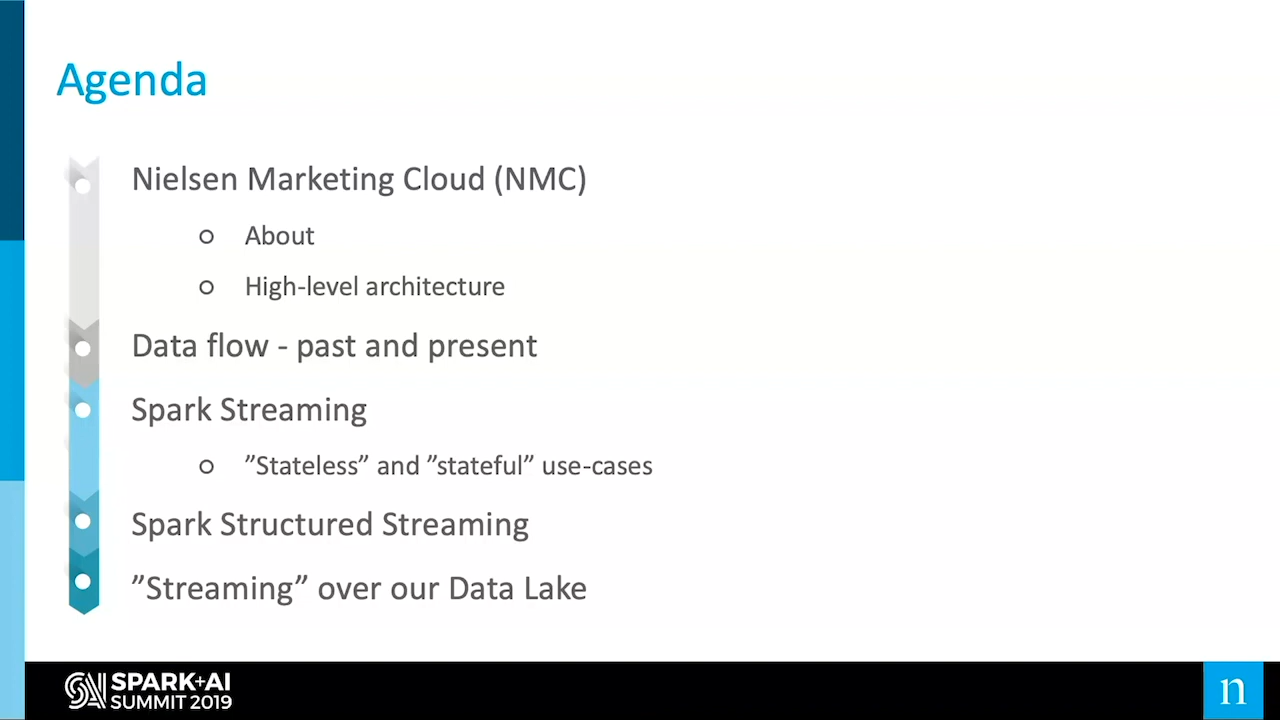 Agenda
Nielsen Marketing Cloud (NMC)
About
High-level architecture
Data flow - past and present
Spark Streaming
”Stateless” and ”stateful” use-cases
Spark Structured Streaming
”Streaming” over our Data Lake
SPARK+AI
SUMMIT 2019
n